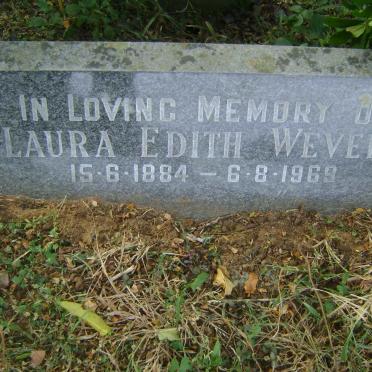 IN LOVING MEMORY O
LAURA EDITH WEVE
15·6·1884 – 6·8·1969